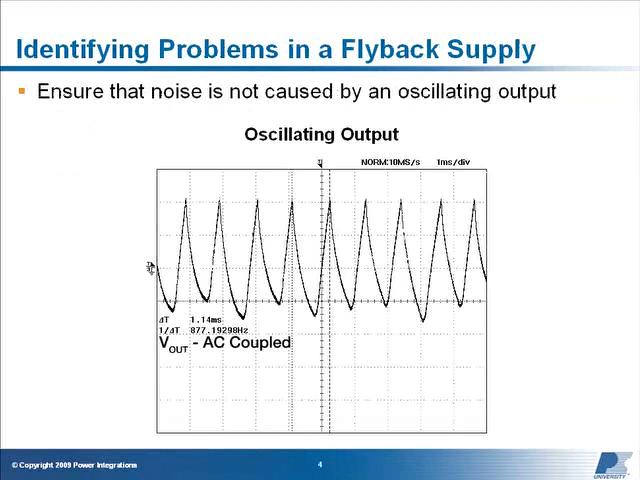 Identifying Problems in a Flyback Supply
Ensure that noise is not caused by an oscillating output
Oscillating Output
NORM:10MS/s 1ms/div
ΔT 1.14ms
1/ΔT 877.19298Hz
VOUT - AC Coupled
© Copyright 2009 Power Integrations
4
UNIVERSITY